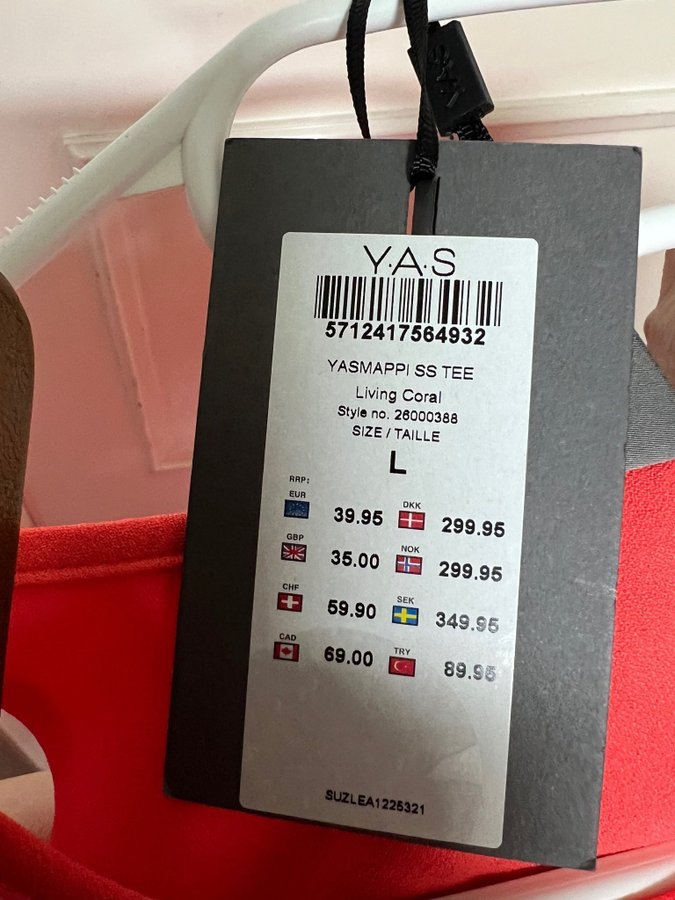 YAS
Y.A.S
5712417564932
YASMAPPI SS TEE
Living Coral
Style no. 26000388
SIZE / TAILLE
L
RRP:
EUR 39.95 DKK 299.95
GBP 35.00 NOK 299.95
CHF 59.90 SEK 349.95
CAD 69.00 TRY 89.95
SUZLEA1225321